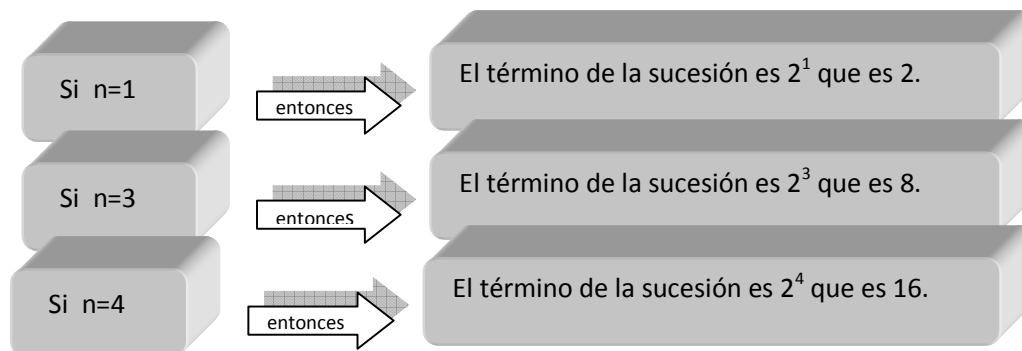 Si n=1
entonces
El término de la sucesión es 2¹ que es 2.
Si n=3
entonces
El término de la sucesión es 2³ que es 8.
Si n=4
entonces
El término de la sucesión es 2⁴ que es 16.